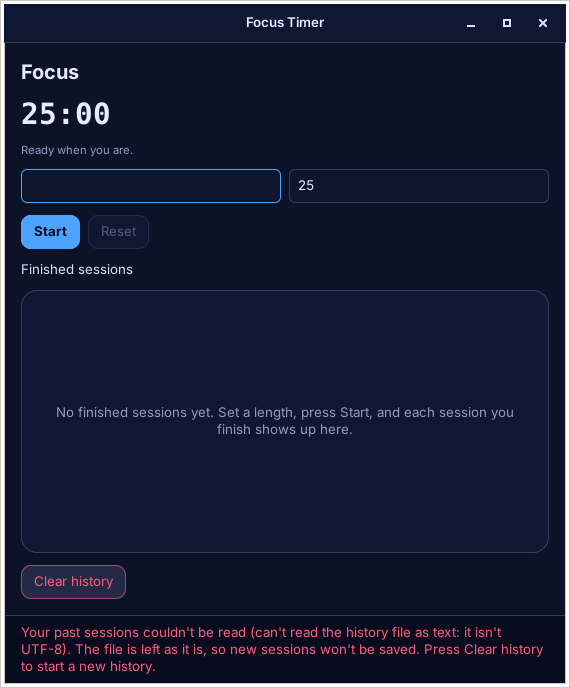 Focus Timer
Focus
25:00
Ready when you are.
25
Start
Reset
Finished sessions
No finished sessions yet. Set a length, press Start, and each session you
finish shows up here.
Clear history
Your past sessions couldn't be read (can't read the history file as text: it isn't
UTF-8). The file is left as it is, so new sessions won't be saved. Press Clear history
to start a new history.